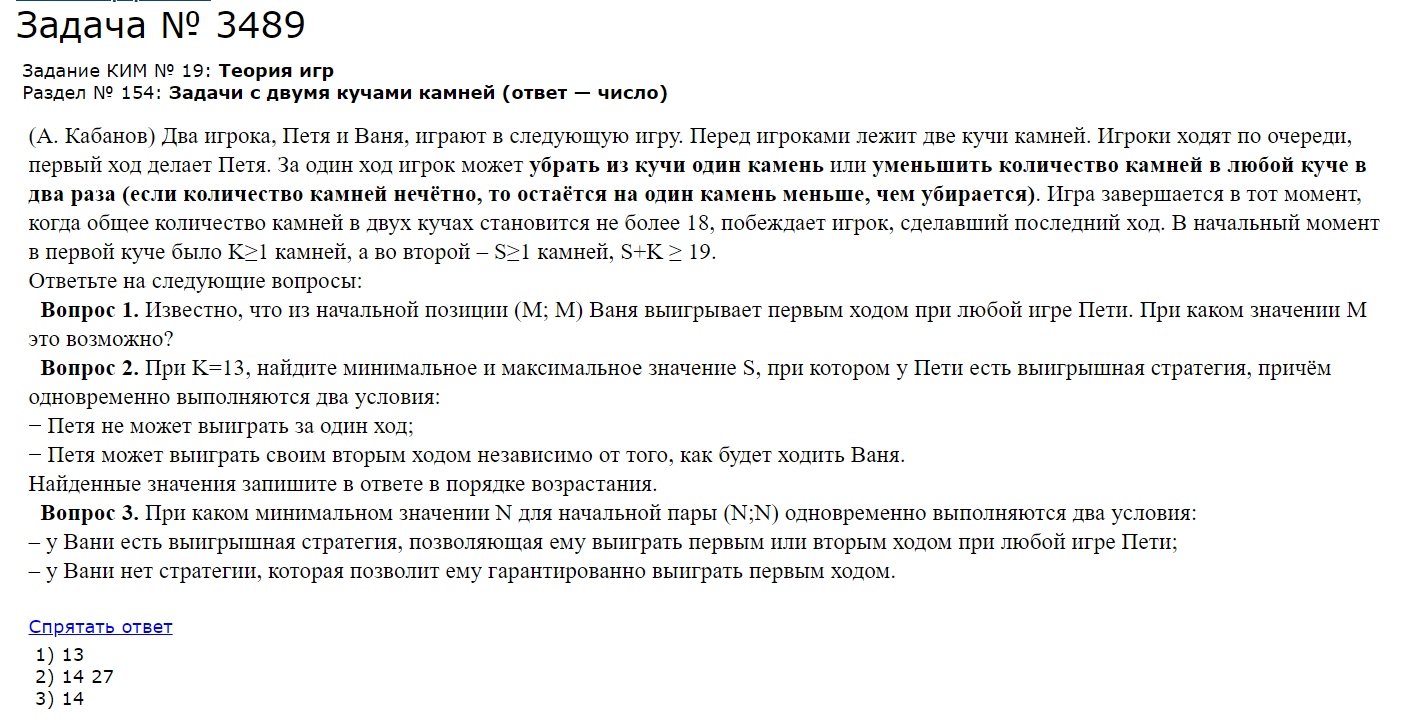 Задача № 3489
Задание КИМ № 19: Теория игр
Раздел № 154: Задачи с двумя кучами камней (ответ — число)
(А. Кабанов) Два игрока, Петя и Ваня, играют в следующую игру. Перед игроками лежит две кучи камней. Игроки ходят по очереди,
первый ход делает Петя. За один ход игрок может убрать из кучи один камень или уменьшить количество камней в любой куче в
два раза (если количество камней нечётно, то остаётся на один камень меньше, чем убирается). Игра завершается в тот момент,
когда общее количество камней в двух кучах становится не более 18, побеждает игрок, сделавший последний ход. В начальный момент
в первой куче было K≥1 камней, а во второй – S≥1 камней, S+K ≥ 19.
Ответьте на следующие вопросы:
Вопрос 1. Известно, что из начальной позиции (M; M) Ваня выигрывает первым ходом при любой игре Пети. При каком значении M
это возможно?
Вопрос 2. При K=13, найдите минимальное и максимальное значение S, при котором у Пети есть выигрышная стратегия, причём
одновременно выполняются два условия:
− Петя не может выиграть за один ход;
− Петя может выиграть своим вторым ходом независимо от того, как будет ходить Ваня.
Найденные значения запишите в ответе в порядке возрастания.
Вопрос 3. При каком минимальном значении N для начальной пары (N;N) одновременно выполняются два условия:
– у Вани есть выигрышная стратегия, позволяющая ему выиграть первым или вторым ходом при любой игре Пети;
– у Вани нет стратегии, которая позволит ему гарантированно выиграть первым ходом.
Спрятать ответ
1) 13
2) 14 27
3) 14